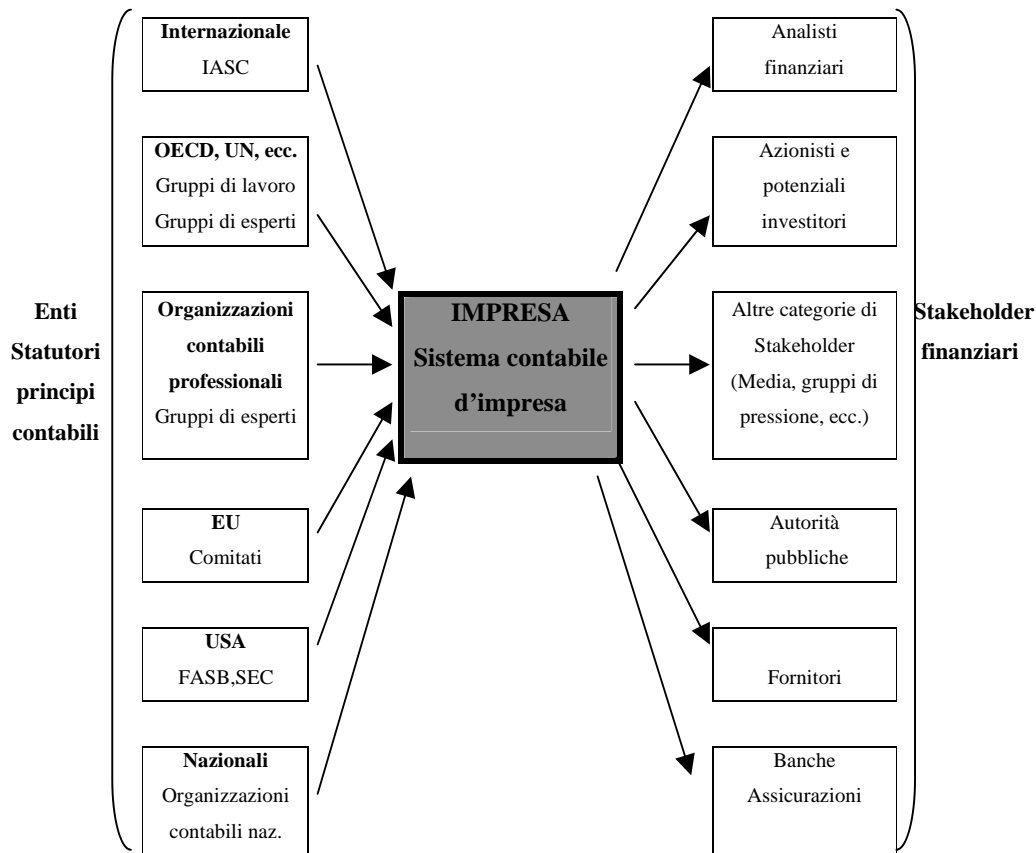 Enti
Statutori
principi
contabili
Internazionale
IASC
OECD, UN, ecc.
Gruppi di lavoro
Gruppi di esperti
Organizzazioni
contabili
professionali
Gruppi di esperti
EU
Comitati
USA
FASB,SEC
Nazionali
Organizzazioni
contabili naz.
IMPRESA
Sistema contabile
d’impresa
Analisti
finanziari
Azionisti e
potenziali
investitori
Altre categorie di
Stakeholder
(Media, gruppi di
pressione, ecc.)
Autorità
pubbliche
Fornitori
Banche
Assicurazioni
Stakeholder
finanziari